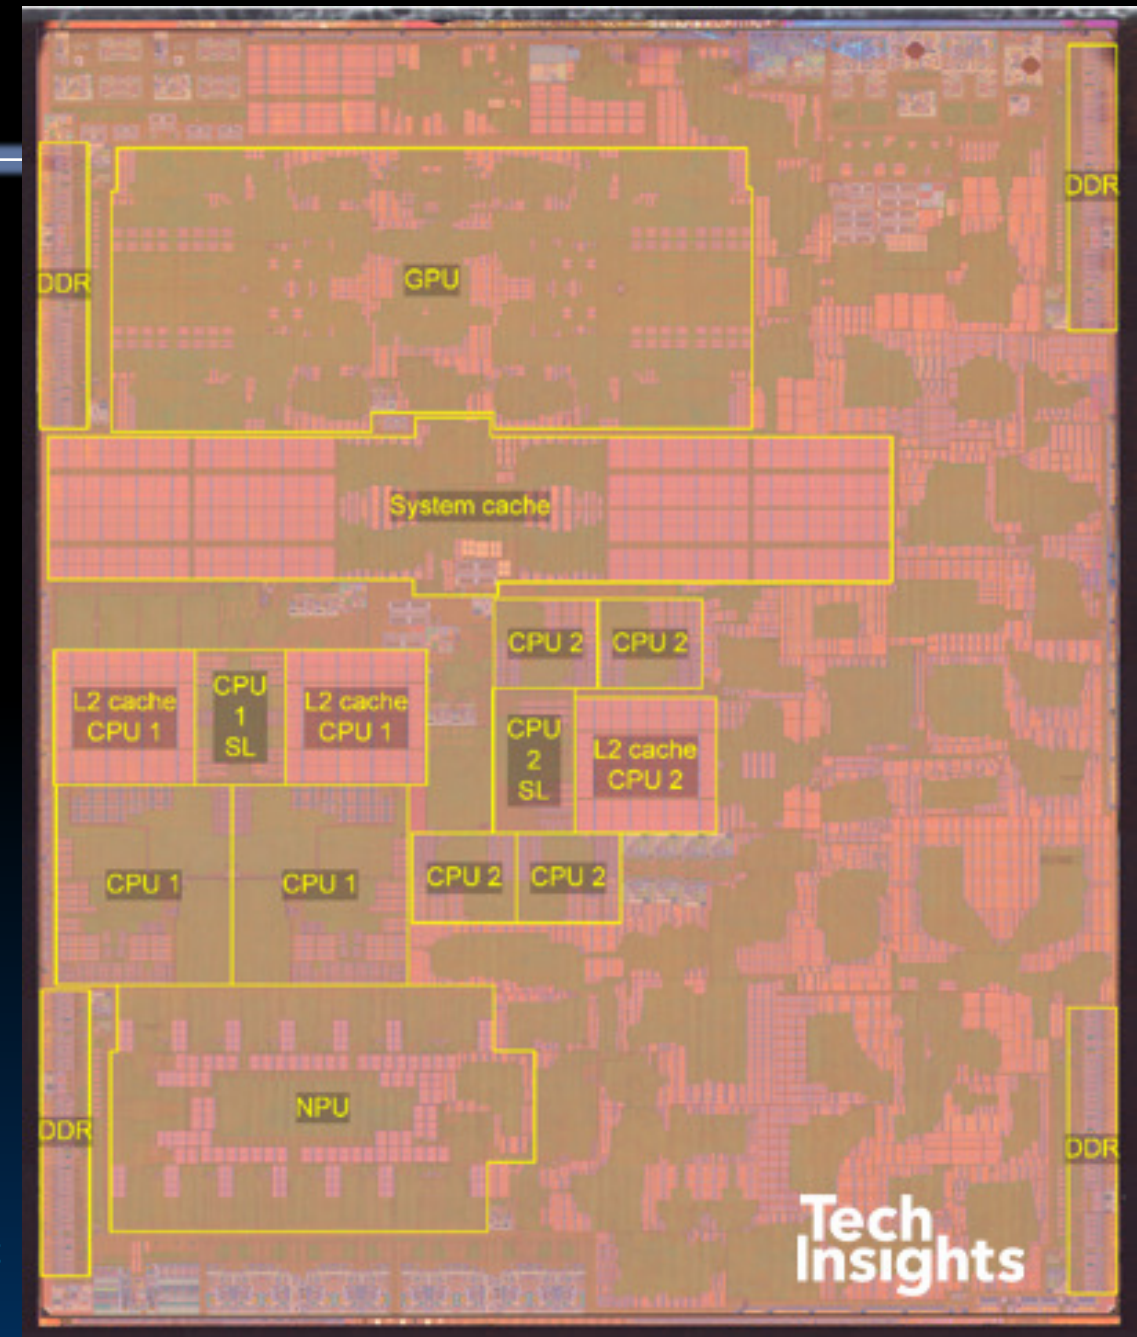 DDR
DDR
GPU
System cache
CPU 2
CPU 2
L2 cache
CPU 1
CPU
1
SL
L2 cache
CPU 1
CPU
2
SL
L2 cache
CPU 2
CPU 1
CPU 1
CPU 2
CPU 2
NPU
DDR
DDR
Tech
Insights